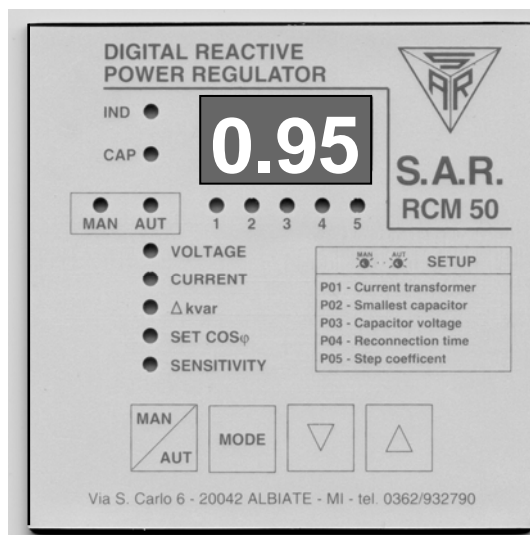 DIGITAL REACTIVE
POWER REGULATOR
SAR
IND
CAP
0.95
S.A.R.
RCM 50
MAN AUT
1 2 3 4 5
VOLTAGE
CURRENT
Δ kvar
SET COSφ
SENSITIVITY
MAN AUT SETUP
P01 - Current transformer
P02 - Smallest capacitor
P03 - Capacitor voltage
P04 - Reconnection time
P05 - Step coefficent
MAN
AUT
MODE
Via S. Carlo 6 - 20042 ALBIATE - MI - tel. 0362/932790